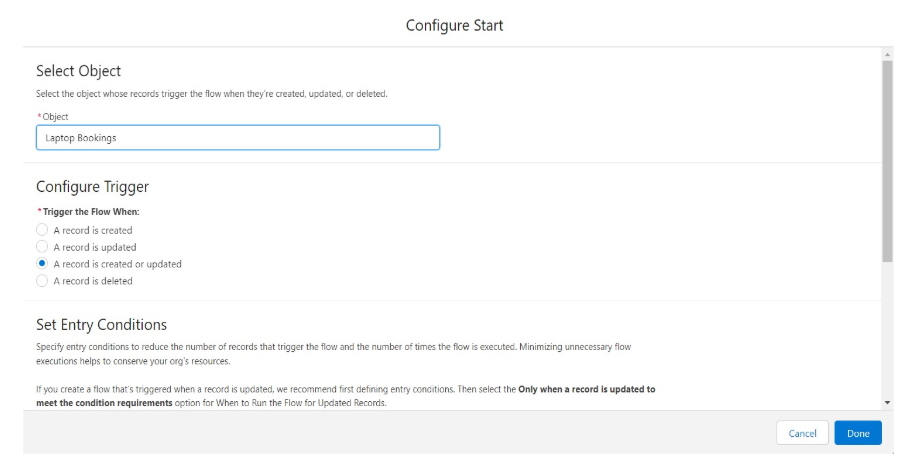 Configure Start
Select Object
Select the object whose records trigger the flow when they're created, updated, or deleted.
*Object
Laptop Bookings
Configure Trigger
*Trigger the Flow When:
A record is created
A record is updated
A record is created or updated
A record is deleted
Set Entry Conditions
Specify entry conditions to reduce the number of records that trigger the flow and the number of times the flow is executed. Minimizing unnecessary flow
executions helps to conserve your org's resources.
If you create a flow that's triggered when a record is updated, we recommend first defining entry conditions. Then select the Only when a record is updated to
meet the condition requirements option for When to Run the Flow for Updated Records.
Cancel Done